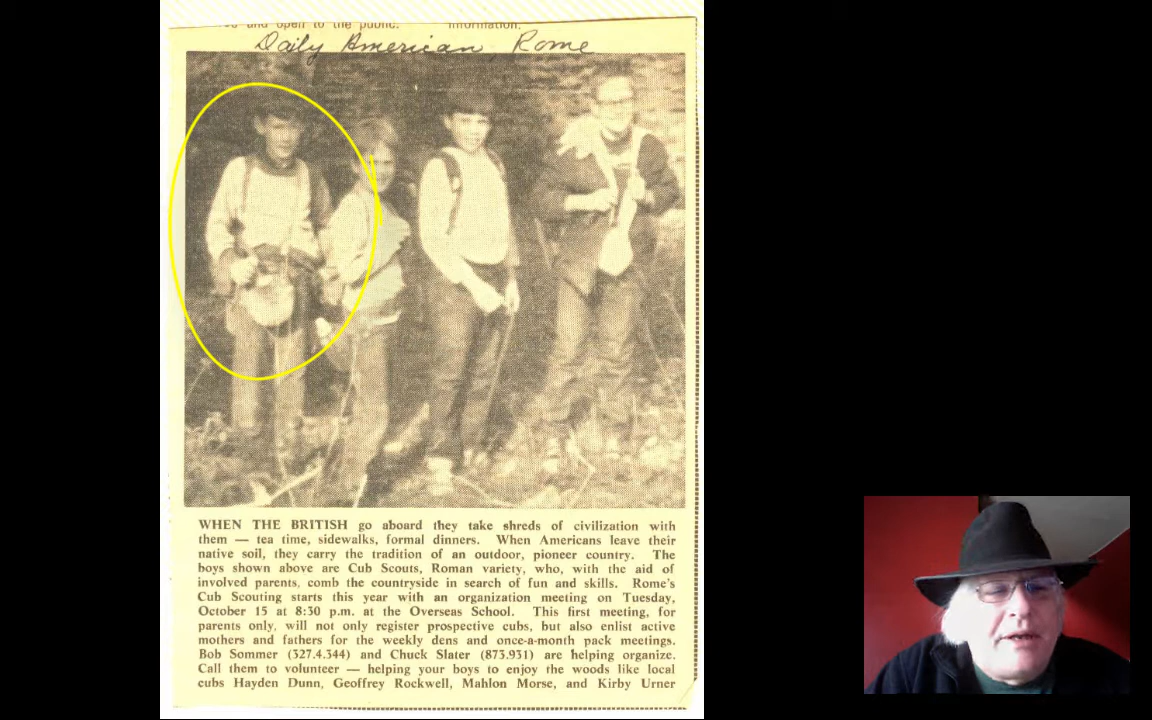 and open to the public. information.
Daily American, Rome
WHEN THE BRITISH go aboard they take shreds of civilization with
them — tea time, sidewalks, formal dinners. When Americans leave their
native soil, they carry the tradition of an outdoor, pioneer country. The
boys shown above are Cub Scouts, Roman variety, who, with the aid of
involved parents, comb the countryside in search of fun and skills. Rome's
Cub Scouting starts this year with an organization meeting on Tuesday,
October 15 at 8:30 p.m. at the Overseas School. This first meeting, for
parents only, will not only register prospective cubs, but also enlist active
mothers and fathers for the weekly dens and once-a-month pack meetings.
Bob Sommer (327.4.344) and Chuck Slater (873.931) are helping organize.
Call them to volunteer — helping your boys to enjoy the woods like local
cubs Hayden Dunn, Geoffrey Rockwell, Mahlon Morse, and Kirby Urner